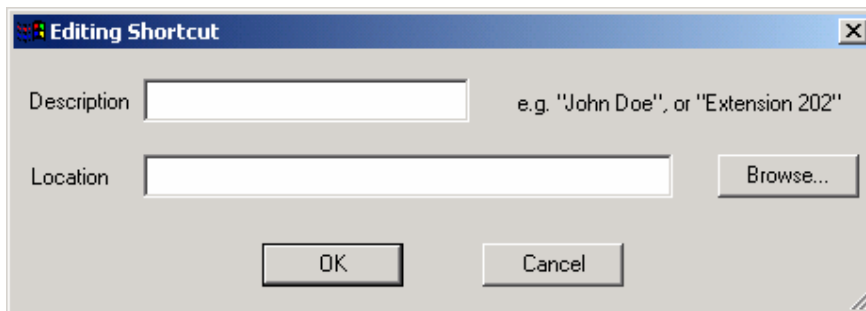 Editing Shortcut
Description e.g. "John Doe", or "Extension 202"
Location Browse...
OK Cancel